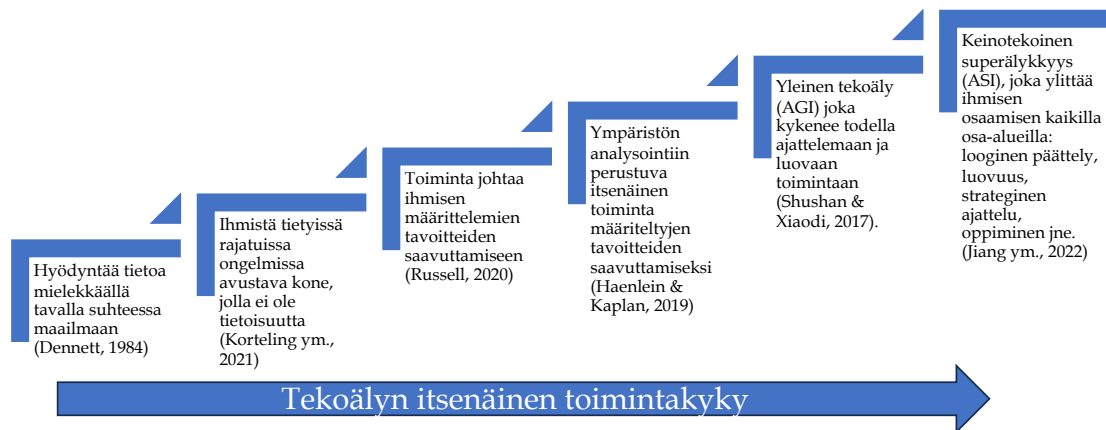 Hyödyntää tietoa
mielekkäällä
tavalla suhteessa
maailmaan
(Dennett, 1984)
Ihmistä tietyissä
rajatuissa
ongelmissa
avustava kone,
jolla ei ole
tietoisuutta
(Korteling ym.,
2021)
Toiminta johtaa
ihmisen
määrittelemien
tavoitteiden
saavuttamiseen
(Russell, 2020)
Ympäristön
analysointiin
perustuva
itsenäinen
toiminta
määriteltyjen
tavoitteiden
saavuttamiseksi
(Haenlein &
Kaplan, 2019)
Yleinen tekoäly
(AGI) joka
kykenee todella
ajattelemaan ja
luovaan
toimintaan
(Shushan &
Xiaodi, 2017).
Keinotekoinen
superälykkyys
(ASI), joka ylittää
ihmisen
osaamisen kaikilla
osa-alueilla:
looginen päättely,
luovuus,
strateginen
ajattelu,
oppiminen jne.
(Jiang ym., 2022)
Tekoälyn itsenäinen toimintakyky